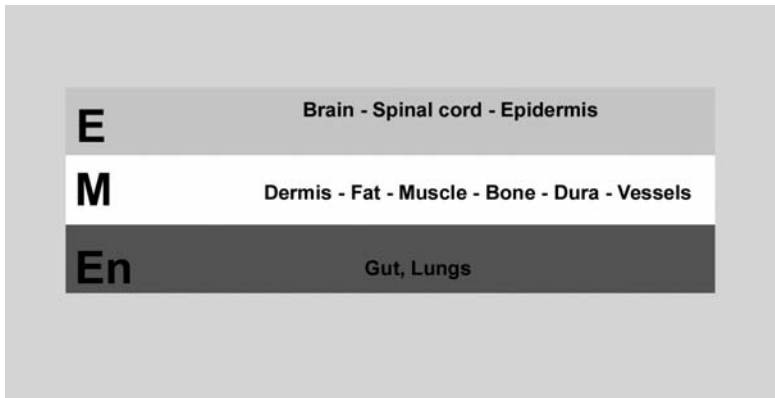 E
Brain - Spinal cord - Epidermis
M
Dermis - Fat - Muscle - Bone - Dura - Vessels
En
Gut, Lungs